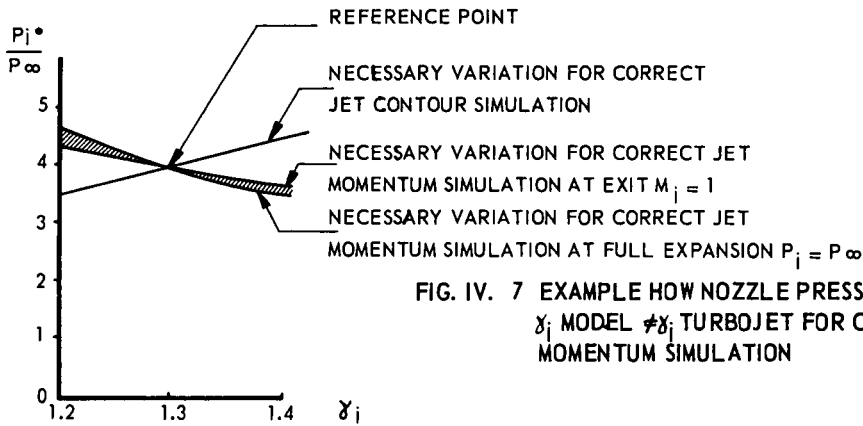 REFERENCE POINT
Pj*
P∞
NECESSARY VARIATION FOR CORRECT
JET CONTOUR SIMULATION
5
4
NECESSARY VARIATION FOR CORRECT JET
MOMENTUM SIMULATION AT EXIT Mj = 1
3
NECESSARY VARIATION FOR CORRECT JET
MOMENTUM SIMULATION AT FULL EXPANSION Pj = P∞
2
FIG. IV. 7 EXAMPLE HOW NOZZLE PRESS
γj MODEL ≠ γj TURBOJET FOR C
1
MOMENTUM SIMULATION
0
1.2 1.3 γj 1.4